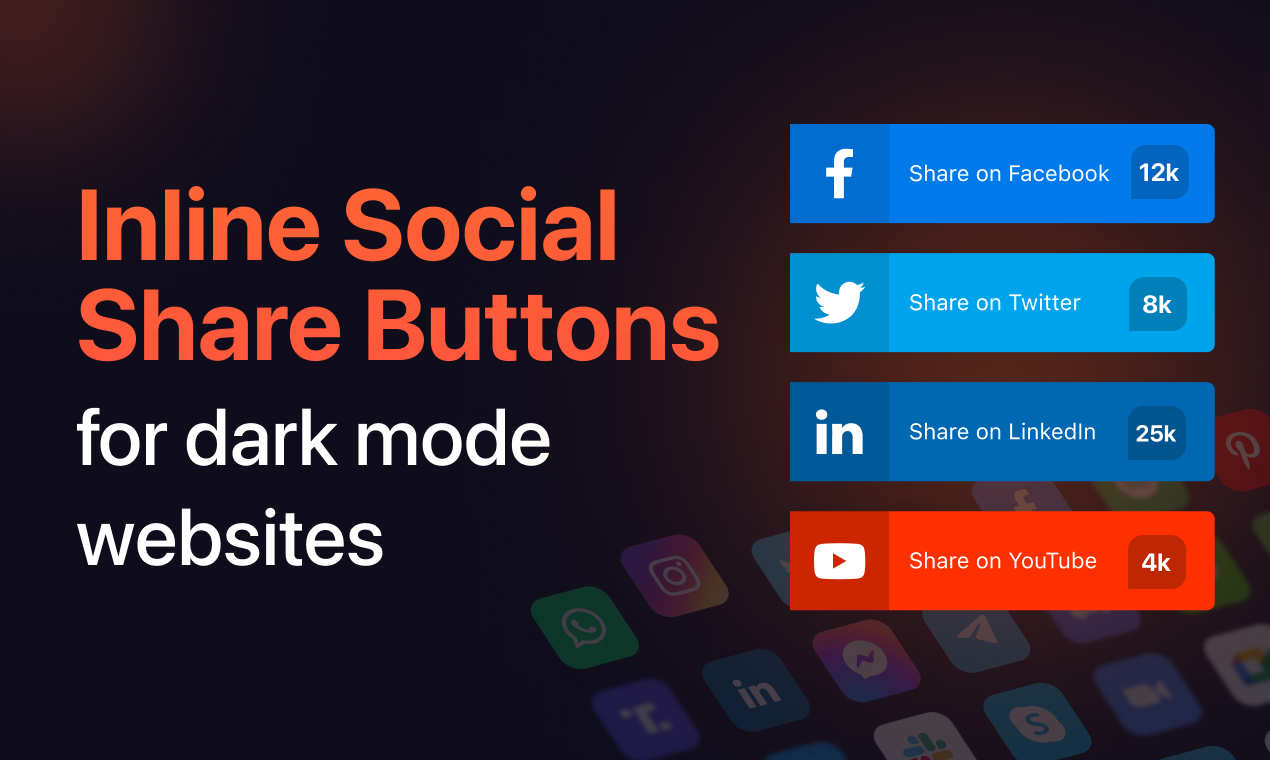 Inline Social
Share Buttons
for dark mode
websites
Share on Facebook 12k
Share on Twitter 8k
Share on LinkedIn 25k
Share on YouTube 4k